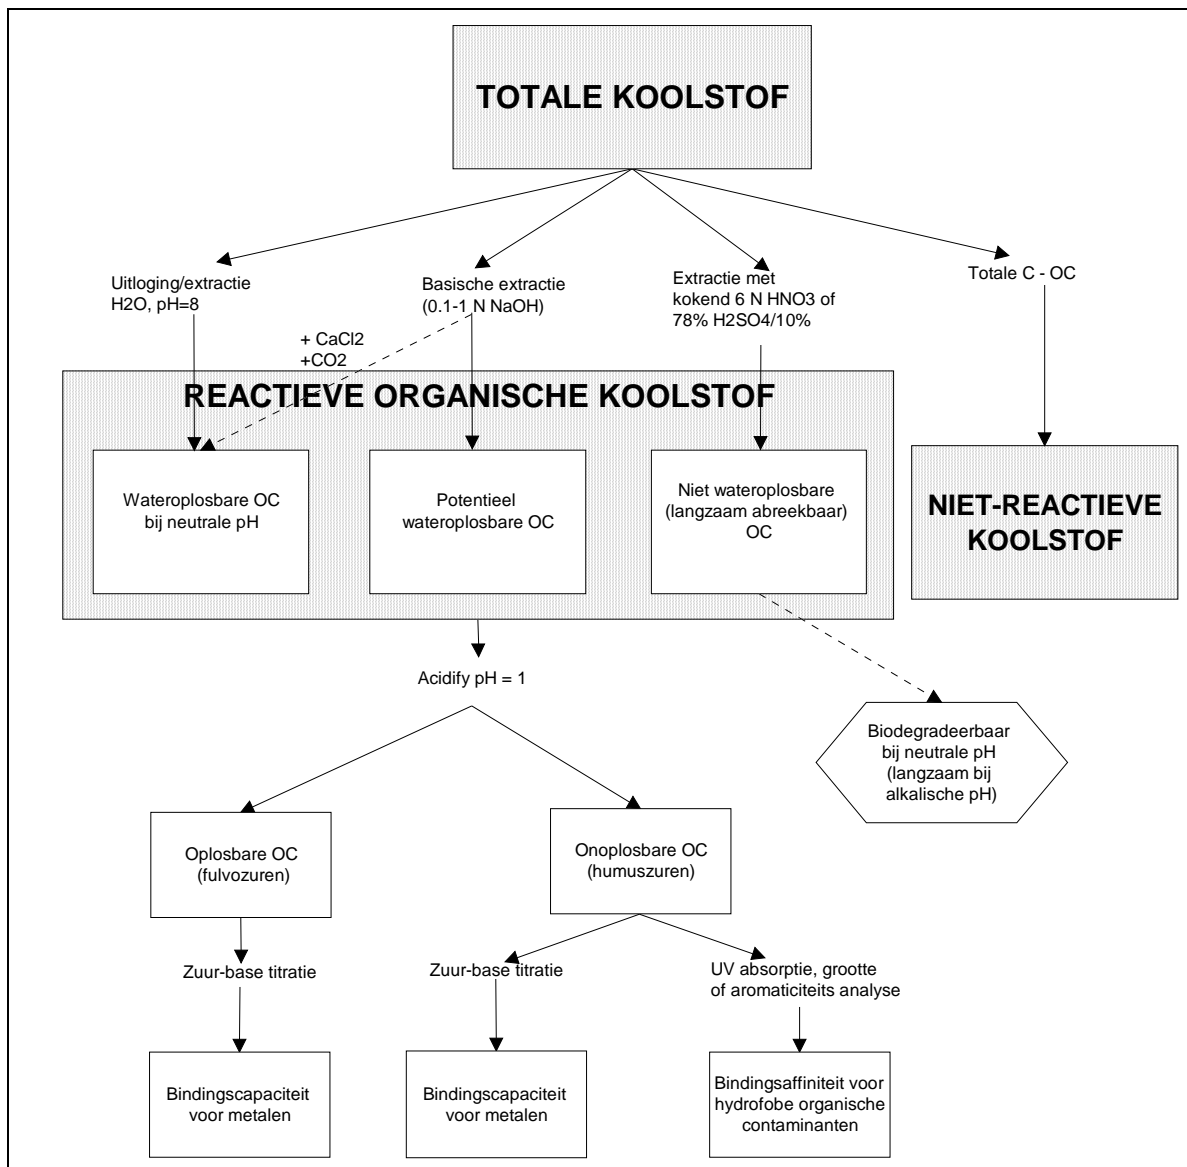 TOTALE KOOLSTOF
Uitloging/extractie
H2O, pH=8
Basische extractie
(0.1-1 N NaOH)
Extractie met
kokend 6 N HNO3 of
78% H2SO4/10%
Totale C - OC
+ CaCl2
+CO2
REACTIEVE ORGANISCHE KOOLSTOF
Wateroplosbare OC
bij neutrale pH
Potentieel
wateroplosbare OC
Niet wateroplosbare
(langzaam abreekbaar)
OC
NIET-REACTIEVE
KOOLSTOF
Acidify pH = 1
Biodegradeerbaar
bij neutrale pH
(langzaam bij
alkalische pH)
Oplosbare OC
(fulvozuren)
Onoplosbare OC
(humuszuren)
Zuur-base titratie
Zuur-base titratie
UV absorptie, grootte
of aromaticiteits analyse
Bindingscapaciteit
voor metalen
Bindingscapaciteit
voor metalen
Bindingsaffiniteit voor
hydrofobe organische
contaminanten